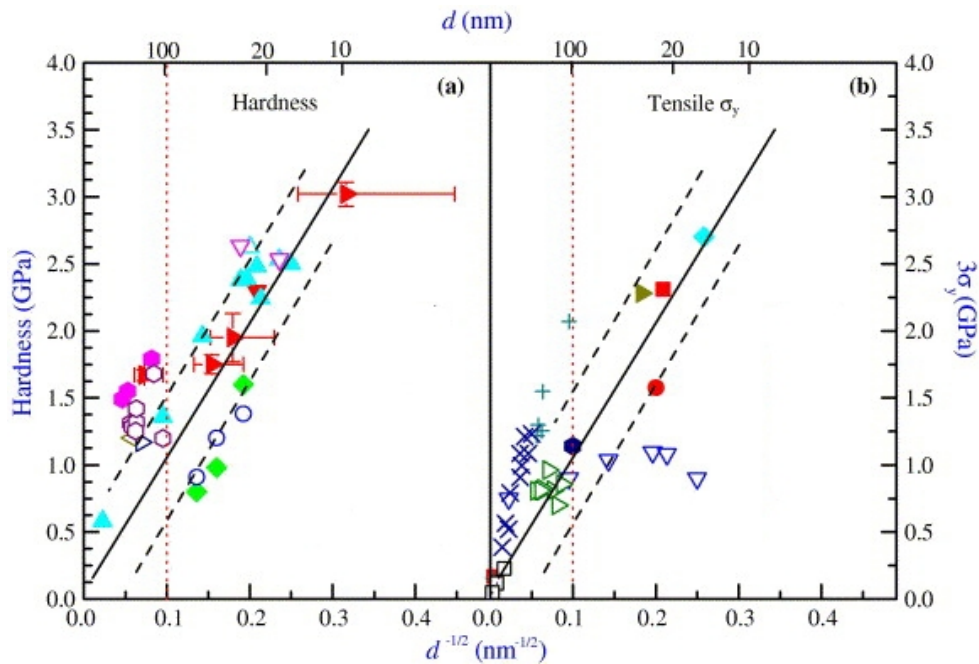 d (nm)
100 20 10 100 20 10
4.0 (a) (b) 4.0
Hardness Tensile σy
3.5 3.5
3.0 3.0
2.5 2.5
2.0 2.0
1.5 1.5
1.0 1.0
0.5 0.5
0.0 0.0
Hardness (GPa)
3σy (GPa)
0.0 0.1 0.2 0.3 0.0 0.1 0.2 0.3 0.4
d -1/2 (nm-1/2)